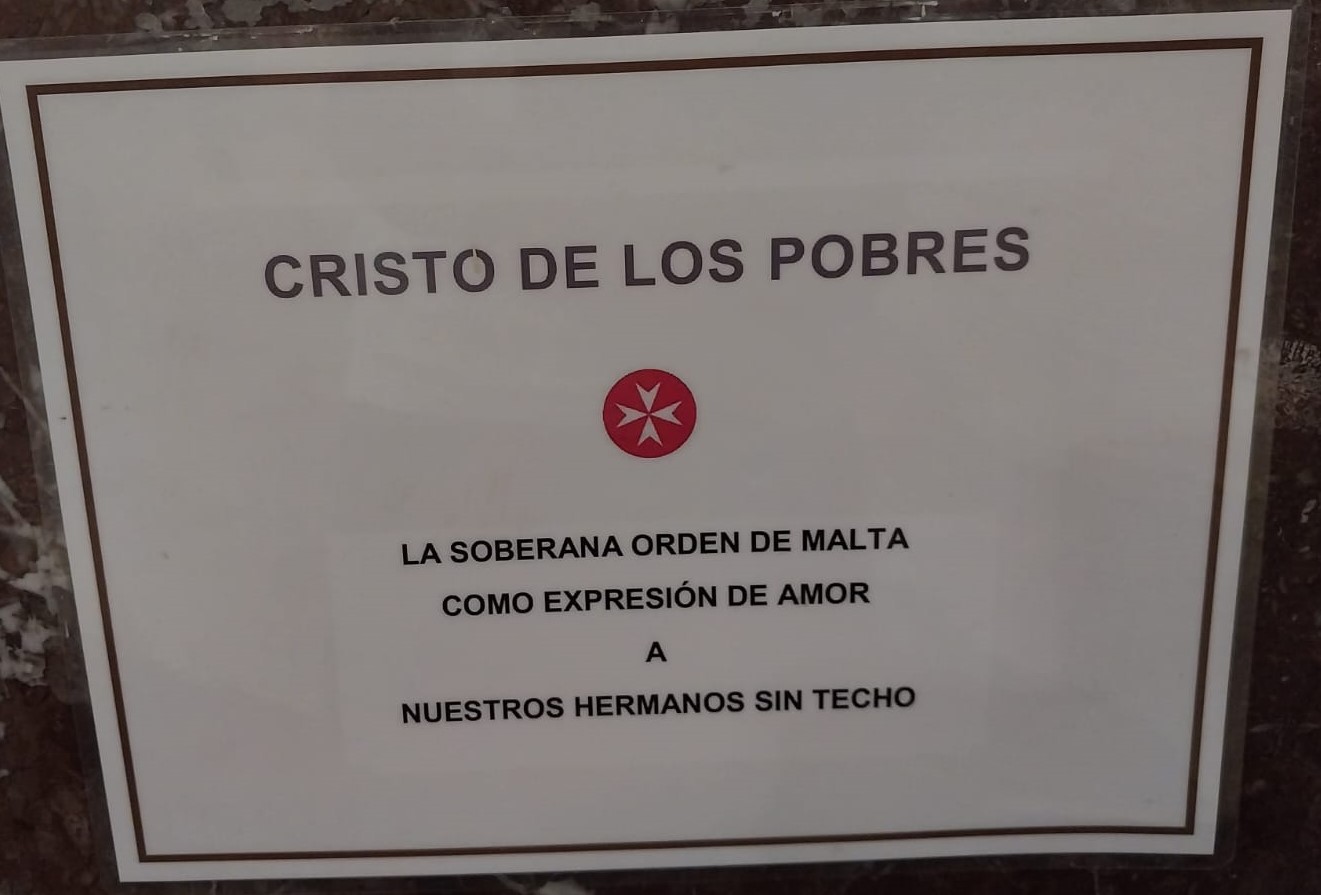 CRISTO DE LOS POBRES
LA SOBERANA ORDEN DE MALTA
COMO EXPRESIÓN DE AMOR
A
NUESTROS HERMANOS SIN TECHO